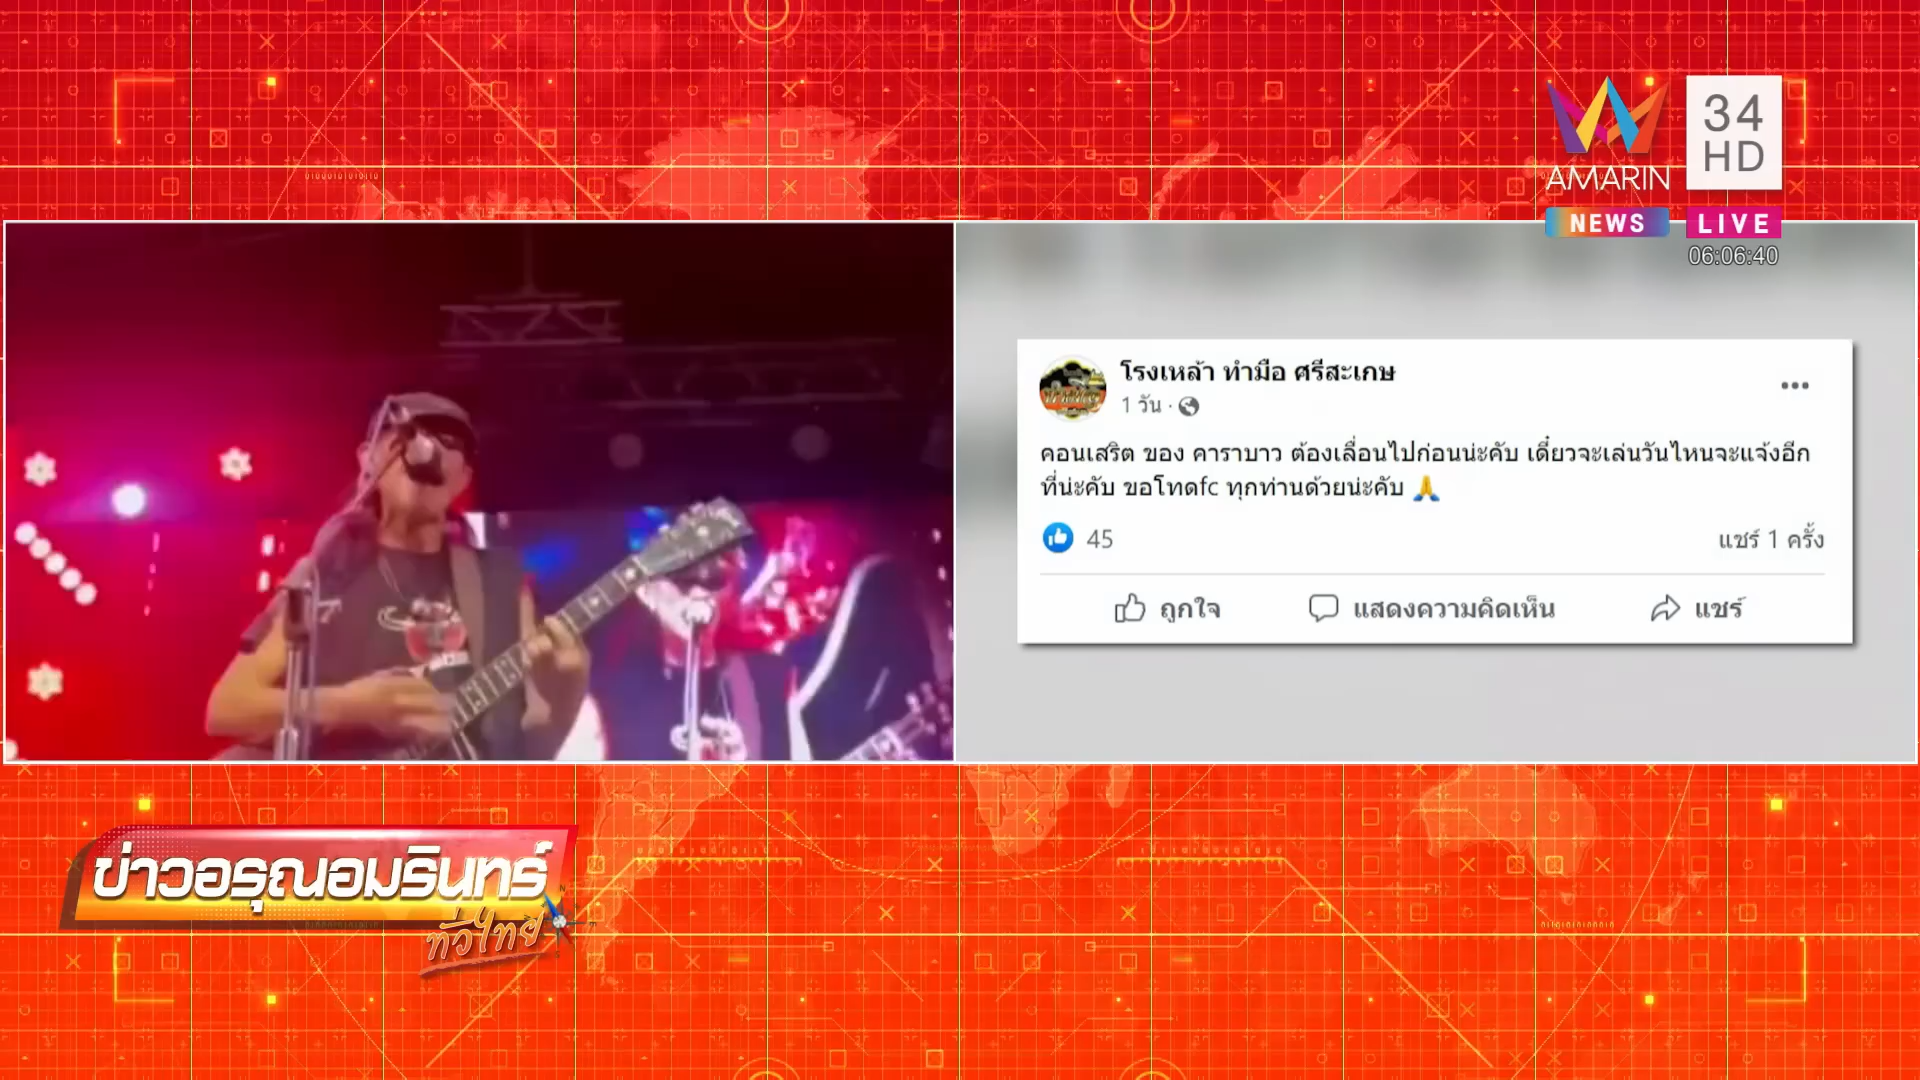 AMARIN
34
HD
NEWS
LIVE
06:06:40
โรงเหล้า ทำมือ ศรีสะเกษ
1 วัน ·
คอนเสริต ของ คาราบาว ต้องเลื่อนไปก่อนน่ะคับ เดี๋ยวจะเล่นวันไหนจะแจ้งอีก
ที่น่ะคับ ขอโทดfc ทุกท่านด้วยน่ะคับ 🙏
45
แชร์ 1 ครั้ง
ถูกใจ
แสดงความคิดเห็น
แชร์
ข่าวอรุณอมรินทร์
ทั่วไทย